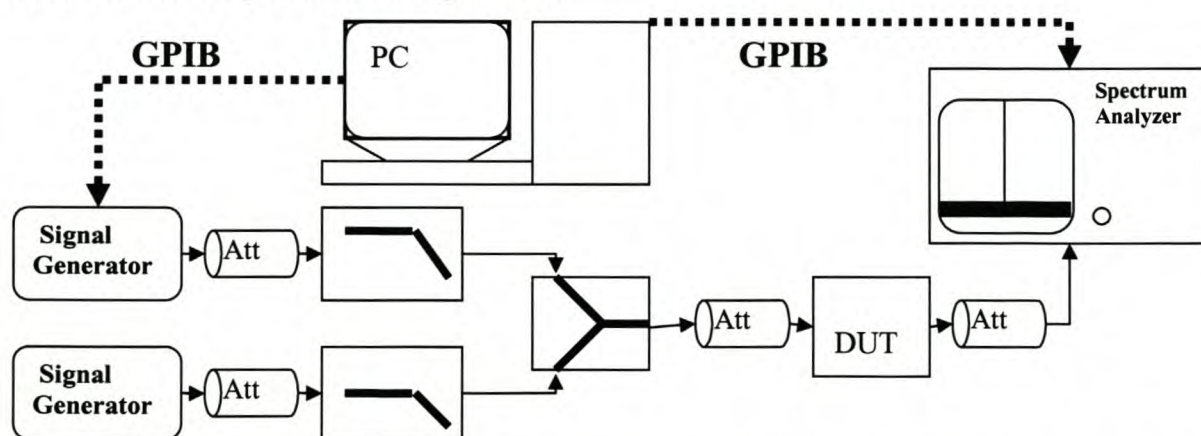 GPIB
PC
GPIB
Spectrum
Analyzer
Signal
Generator
Att
Att
DUT
Att
Signal
Generator
Att